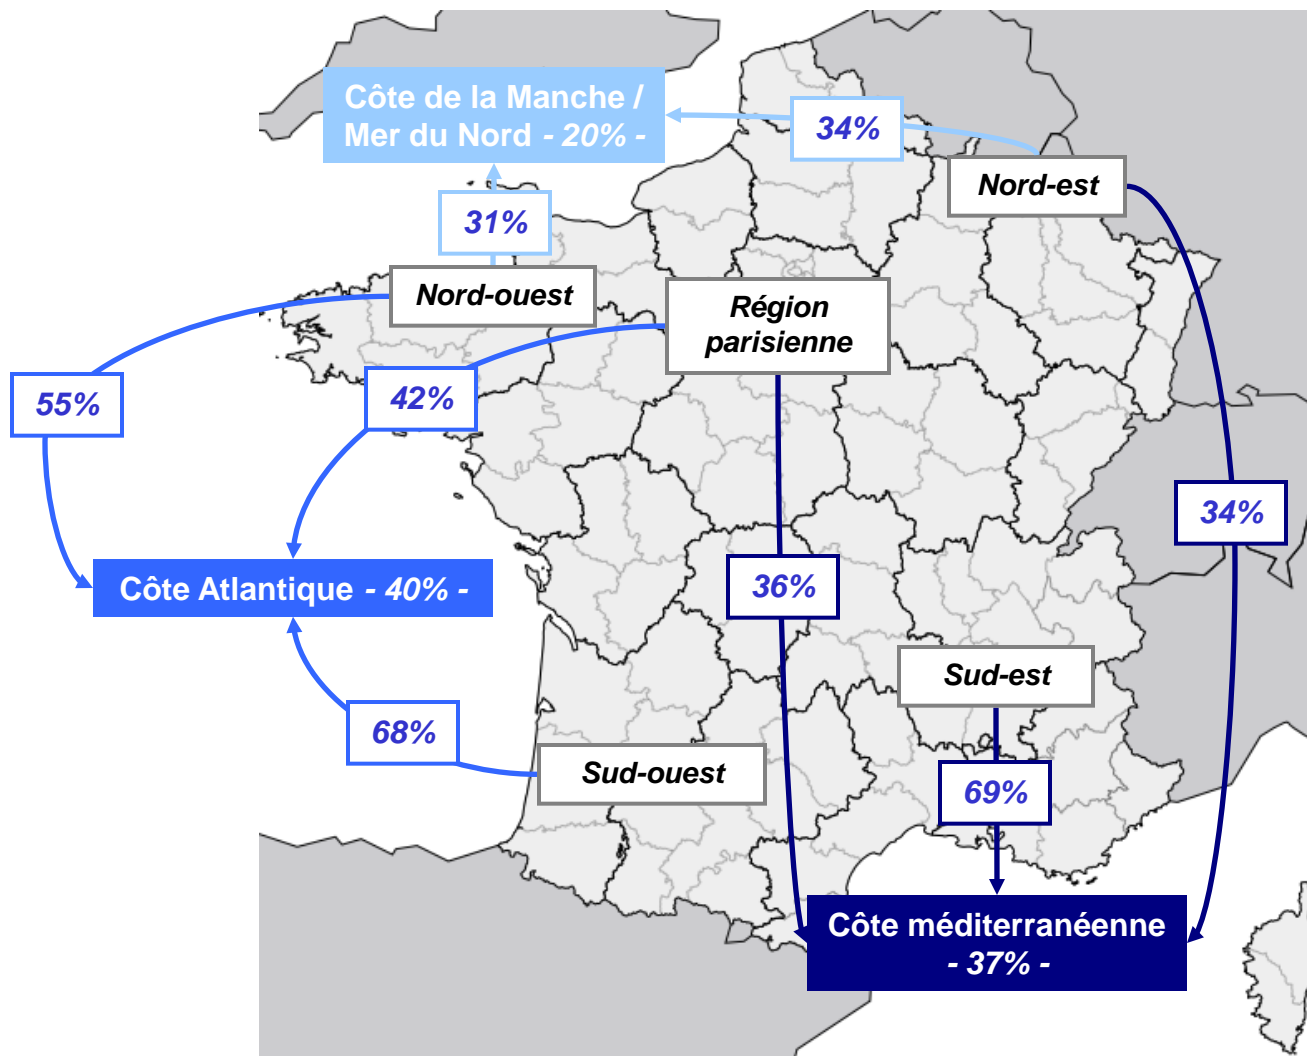 Côte de la Manche /
Mer du Nord - 20% -
34%
Nord-est
31%
Nord-ouest
Région
parisienne
55%
42%
34%
Côte Atlantique - 40% -
36%
Sud-est
68%
Sud-ouest
69%
Côte méditerranéenne
- 37% -